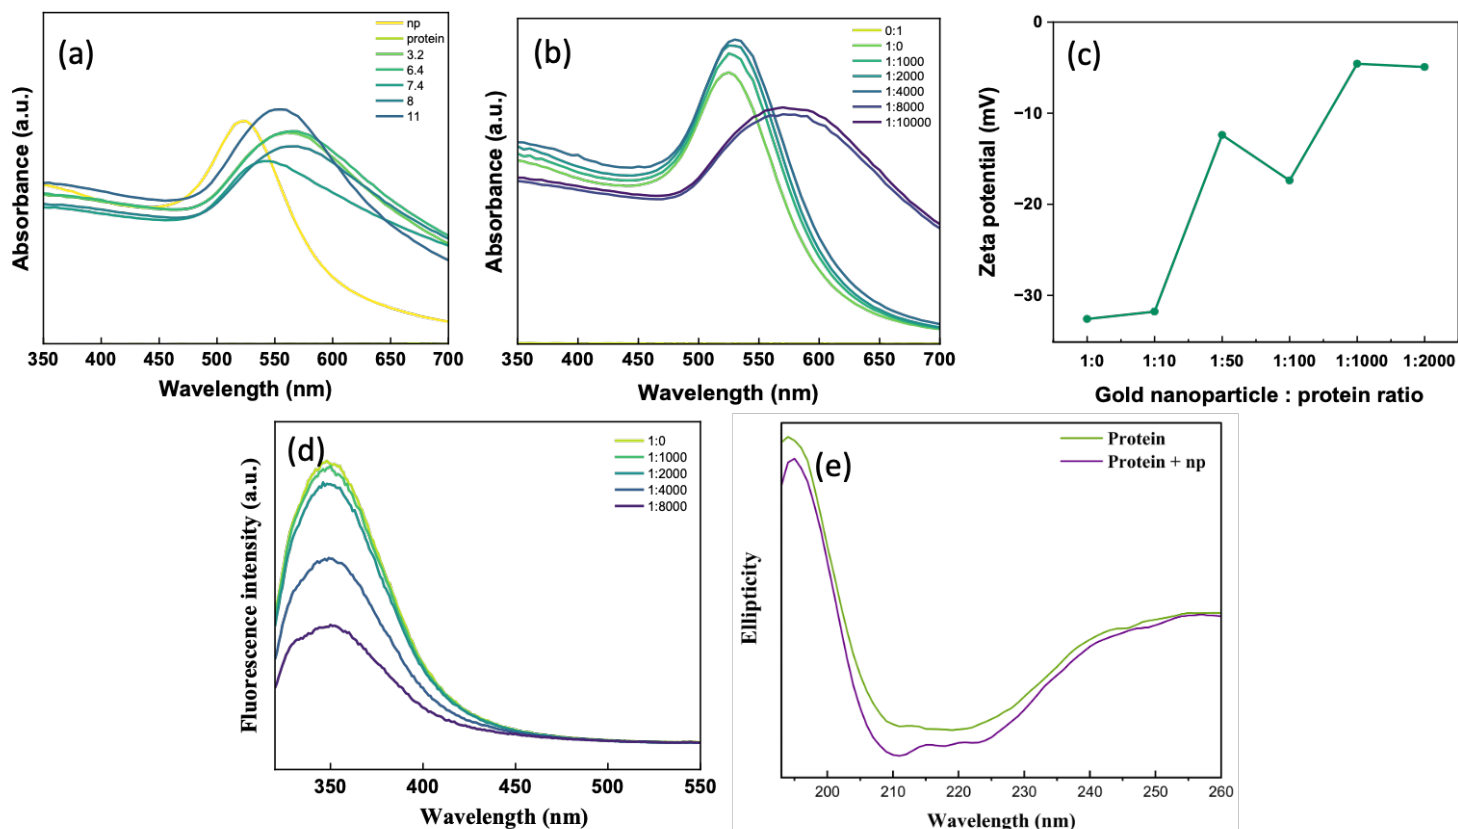 (a)
np
protein
3.2
6.4
7.4
8
11
Absorbance (a.u.)
350 400 450 500 550 600 650 700
Wavelength (nm)
(b)
0:1
1:0
1:1000
1:2000
1:4000
1:8000
1:10000
Absorbance (a.u.)
350 400 450 500 550 600 650 700
Wavelength (nm)
(c)
0
−10
−20
−30
Zeta potential (mV)
1:0 1:10 1:50 1:100 1:1000 1:2000
Gold nanoparticle : protein ratio
(d)
1:0
1:1000
1:2000
1:4000
1:8000
Fluorescence intensity (a.u.)
350 400 450 500 550
Wavelength (nm)
(e)
Protein
Protein + np
Ellipticity
200 210 220 230 240 250 260
Wavelength (nm)